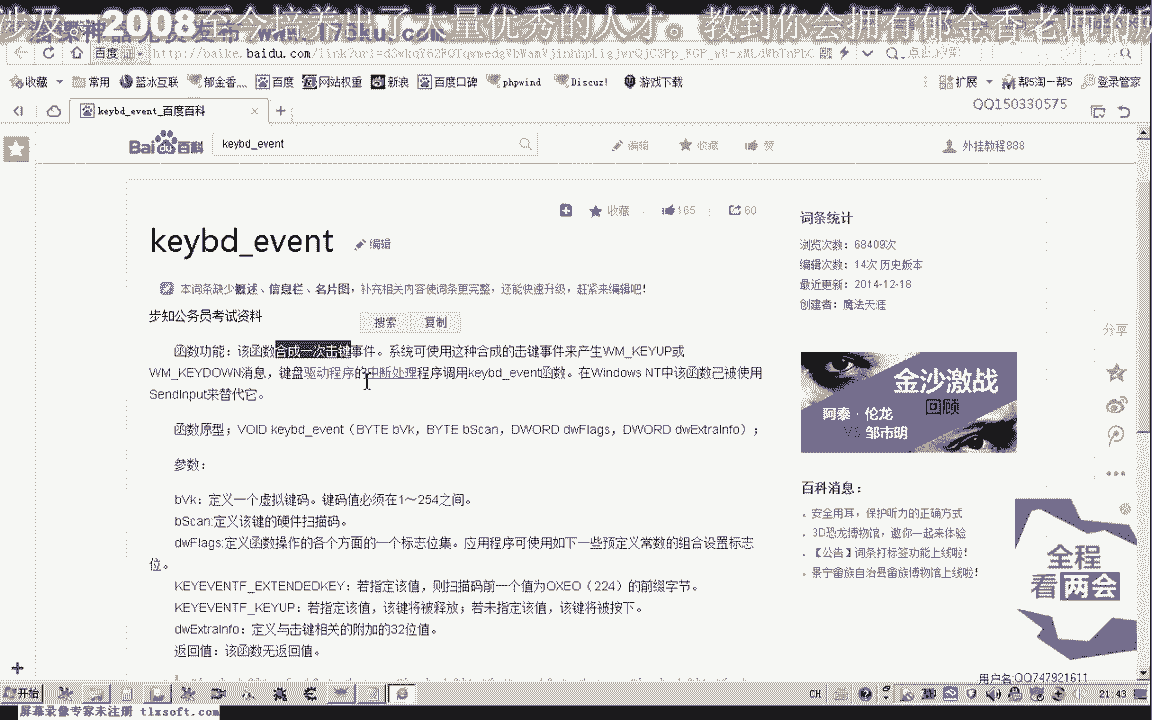 涉及。2008至今培养出了大量优秀的人才。教到你会拥有郁金香老师的
www.175ku.com
百度
baidu.com
收藏 常用 蓝冰互联 郁金香... 百度 网站权重 新浪 百度口碑 phpwind Discuz! 游戏下载 扩展 帮5淘一帮5 登录管家
keybd_event_百度百科
QQ150330575
Bai du 百科 keybd_event 编辑 收藏 赞 外挂教程888
收藏 165 60
keybd_event 编辑
本词条缺少概述、信息栏、名片图，补充相关内容使词条更完整，还能快速升级，赶紧来编辑吧！
步知公务员考试资料
搜索 复制
函数功能：该函数合成一次击键事件。系统可使用这种合成的击键事件来产生WM_KEYUP或
WM_KEYDOWN消息，键盘驱动程序的中断处理程序调用keybd_event函数。在Windows NT中该函数己被使用
SendInput来替代它。
函数原型；VOID keybd_event（BYTE bVk，BYTE bScan，DWORD dwFlags，DWORD dwExtraInfo）；
参数：
bVk：定义一个虚拟键码。键码值必须在1～254之间。
bScan:定义该键的硬件扫描码。
dwFlags:定义函数操作的各个方面的一个标志位集。应用程序可使用如下一些预定义常数的组合设置标志
位。
KEYEVENTF_EXTENDEDKEY：若指定该值，则扫描码前一个值为OXEO（224）的前缀字节。
KEYEVENTF_KEYUP：若指定该值，该键将被释放；若未指定该值，该键将被按下。
dwExtraInfo：定义与击键相关的附加的32位值。
返回值：该函数无返回值。
词条统计
浏览次数：68409次
编辑次数：14次 历史版本
最近更新：2014-12-18
创建者：魔法天涯
分享
金沙激战
回顾
阿泰·伦龙
VS 邹市明
百科消息：
安全用耳，保护听力的正确方式
3D恐龙博物馆，邀你一起来体验
【公告】词条打标签功能上线啦！
景宁畲族自治县畲族博物馆上线啦！
全程
看两会
用户名:QQ747921611
开始 CH 21:43
屏幕录像专家未注册 tlxsoft.com